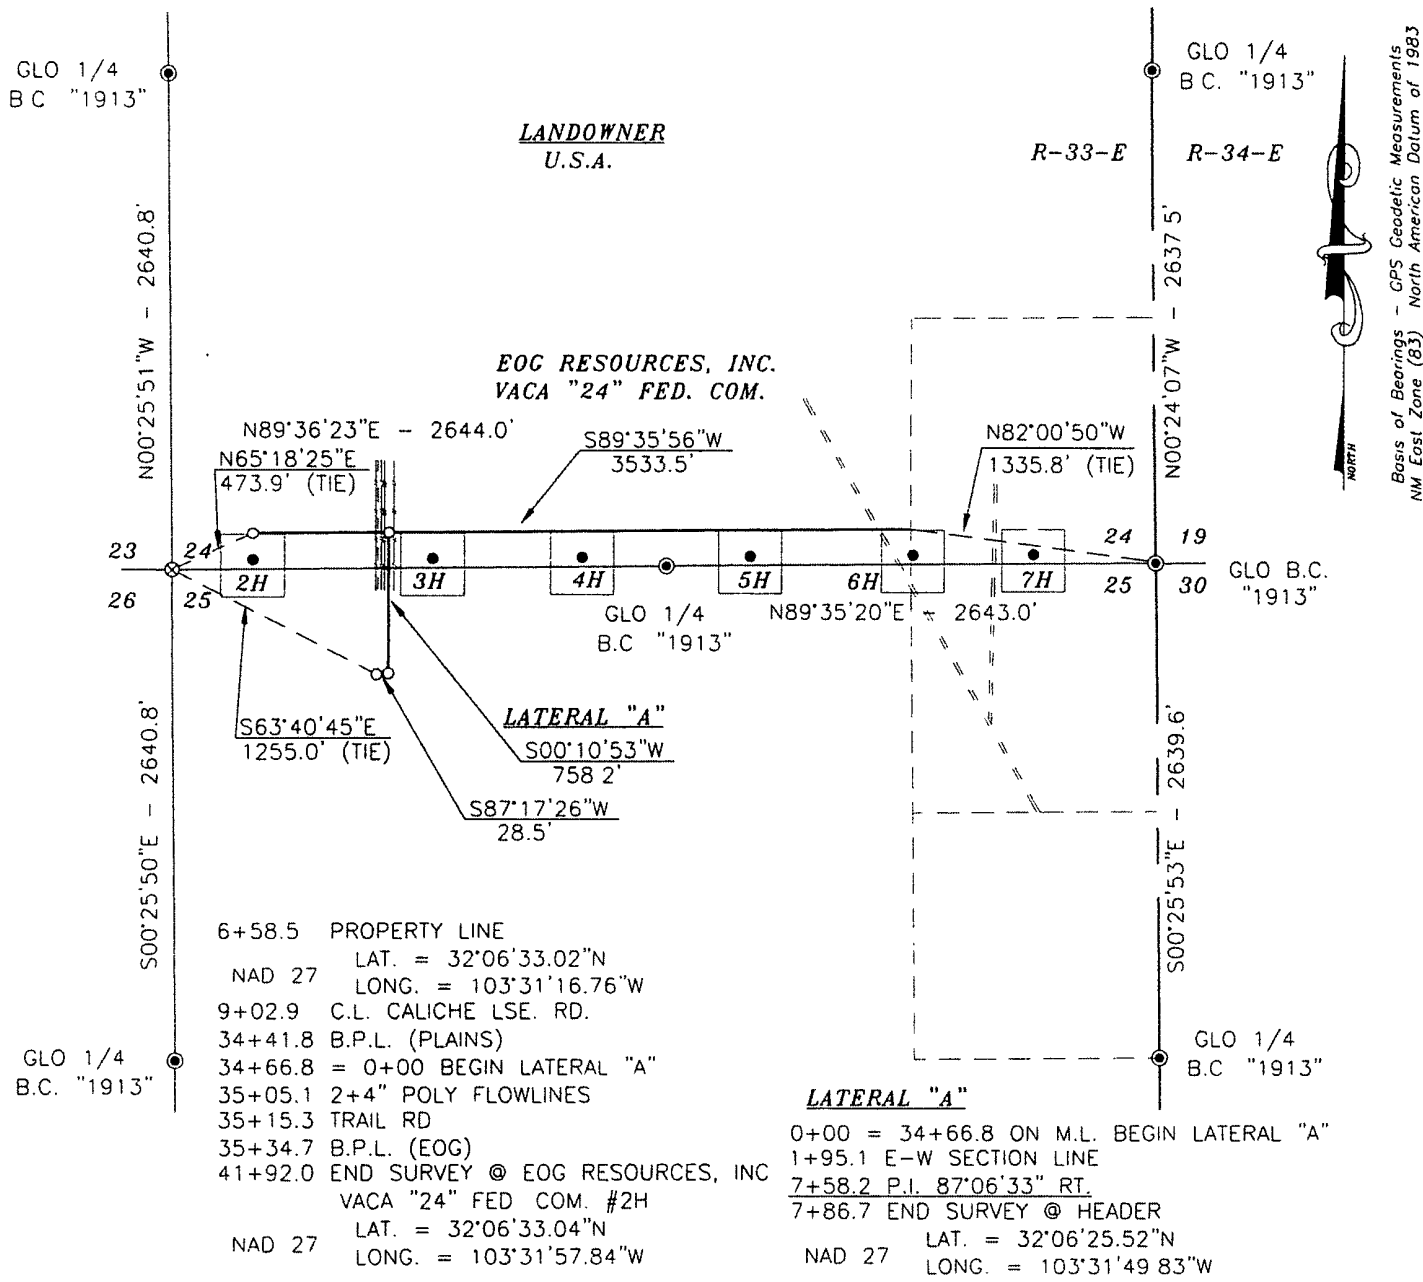 GLO 1/4
B C "1913"
GLO 1/4
B C. "1913"
LANDOWNER
U.S.A.
R-33-E
R-34-E
Basis of Bearings - GPS Geodetic Measurements
NM East Zone (83) North American Datum of 1983
NORTH
N00°25'51"W - 2640.8'
N00°24'07"W - 2637 5'
EOG RESOURCES, INC.
VACA "24" FED. COM.
N89°36'23"E - 2644.0'
N65°18'25"E
473.9' (TIE)
S89°35'56"W
3533.5'
N82°00'50"W
1335.8' (TIE)
23
24
24
19
26
25
25
30
2H
3H
4H
5H
6H
7H
GLO B.C.
"1913"
GLO 1/4
B.C "1913"
N89°35'20"E - 2643.0'
S63°40'45"E
1255.0' (TIE)
LATERAL "A"
S00°10'53"W
758 2'
S87°17'26"W
28.5'
S00°25'50"E - 2640.8'
S00°25'53"E - 2639.6'
6+58.5 PROPERTY LINE
NAD 27
LAT. = 32°06'33.02"N
LONG. = 103°31'16.76"W
9+02.9 C.L. CALICHE LSE. RD.
34+41.8 B.P.L. (PLAINS)
34+66.8 = 0+00 BEGIN LATERAL "A"
35+05.1 2+4" POLY FLOWLINES
35+15.3 TRAIL RD
35+34.7 B.P.L. (EOG)
41+92.0 END SURVEY @ EOG RESOURCES, INC
VACA "24" FED COM. #2H
NAD 27
LAT. = 32°06'33.04"N
LONG. = 103°31'57.84"W
GLO 1/4
B.C. "1913"
GLO 1/4
B.C "1913"
LATERAL "A"
0+00 = 34+66.8 ON M.L. BEGIN LATERAL "A"
1+95.1 E-W SECTION LINE
7+58.2 P.I. 87°06'33" RT.
7+86.7 END SURVEY @ HEADER
NAD 27
LAT. = 32°06'25.52"N
LONG. = 103°31'49 83"W